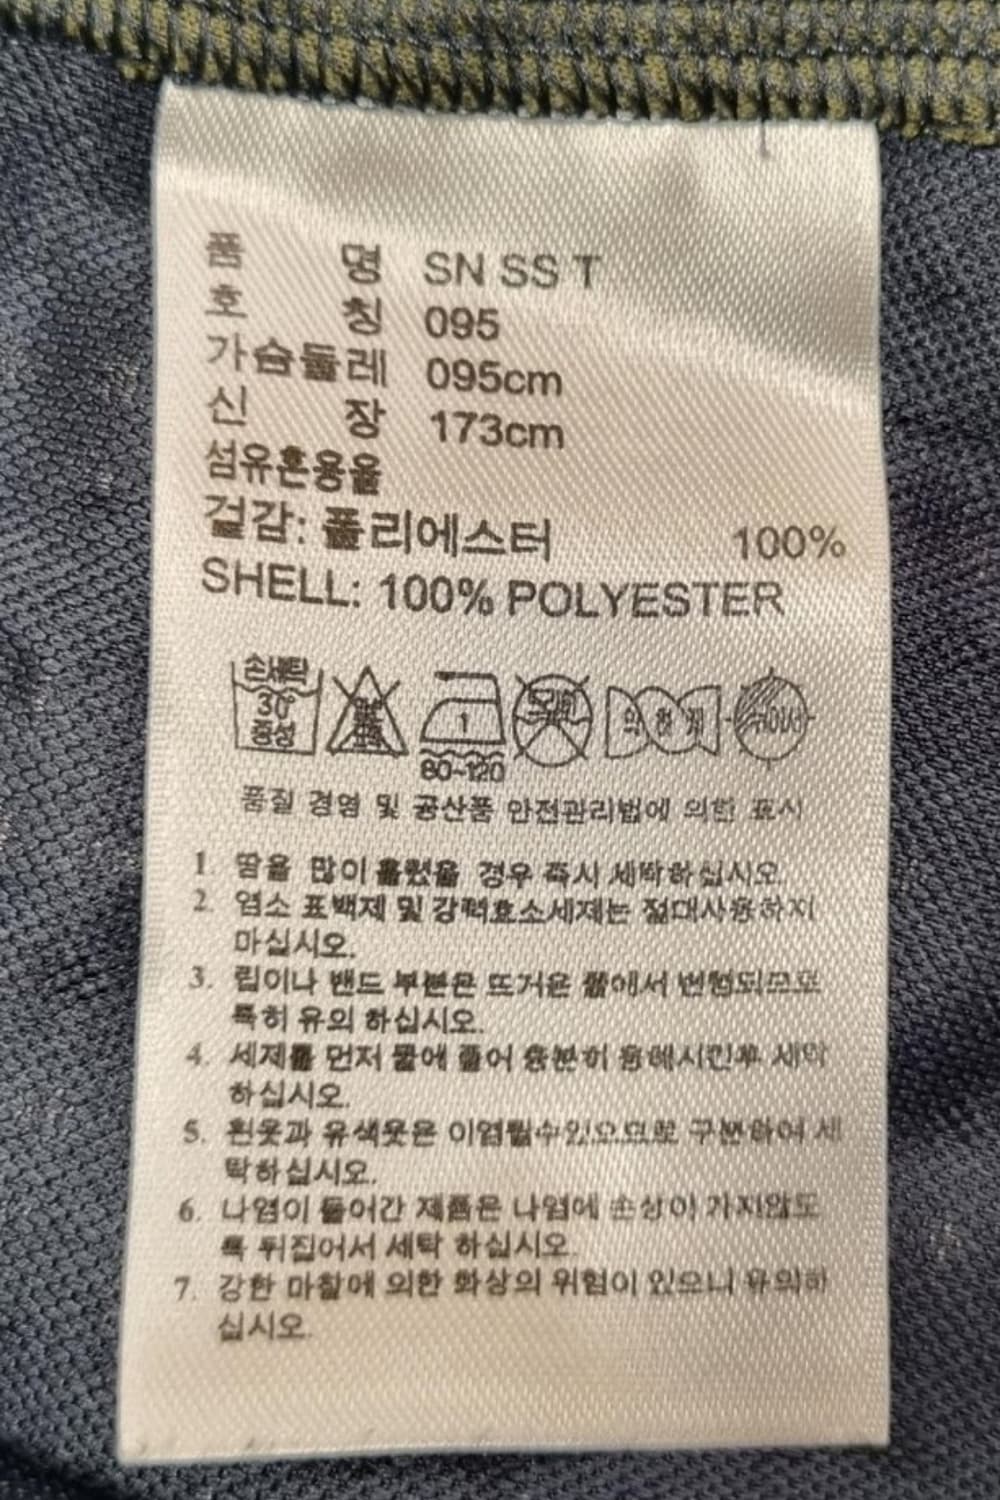 품 명 SN SS T
호 칭 095
가슴둘레 095cm
신 장 173cm
섬유혼용율
겉감: 폴리에스터 100%
SHELL: 100% POLYESTER
손세탁
30°
중성
1
80~120
드라이
약 하 게
품질 경영 및 공산품 안전관리법에 의한 표시
1. 땀을 많이 흘렸을 경우 즉시 세탁하십시오.
2. 염소 표백제 및 강력효소세제는 절대사용하지
마십시오.
3. 립이나 밴드 부분은 뜨거운 물에서 변형되므로
특히 유의 하십시오.
4. 세제를 먼저 물에 풀어 충분히 용해시킨후 세탁
하십시오.
5. 흰옷과 유색옷은 이염될수있으므로 구분하여 세
탁하십시오.
6. 나염이 들어간 제품은 나염에 손상이 가지않도
록 뒤집어서 세탁 하십시오.
7. 강한 마찰에 의한 화상의 위험이 있으니 유의하
십시오.